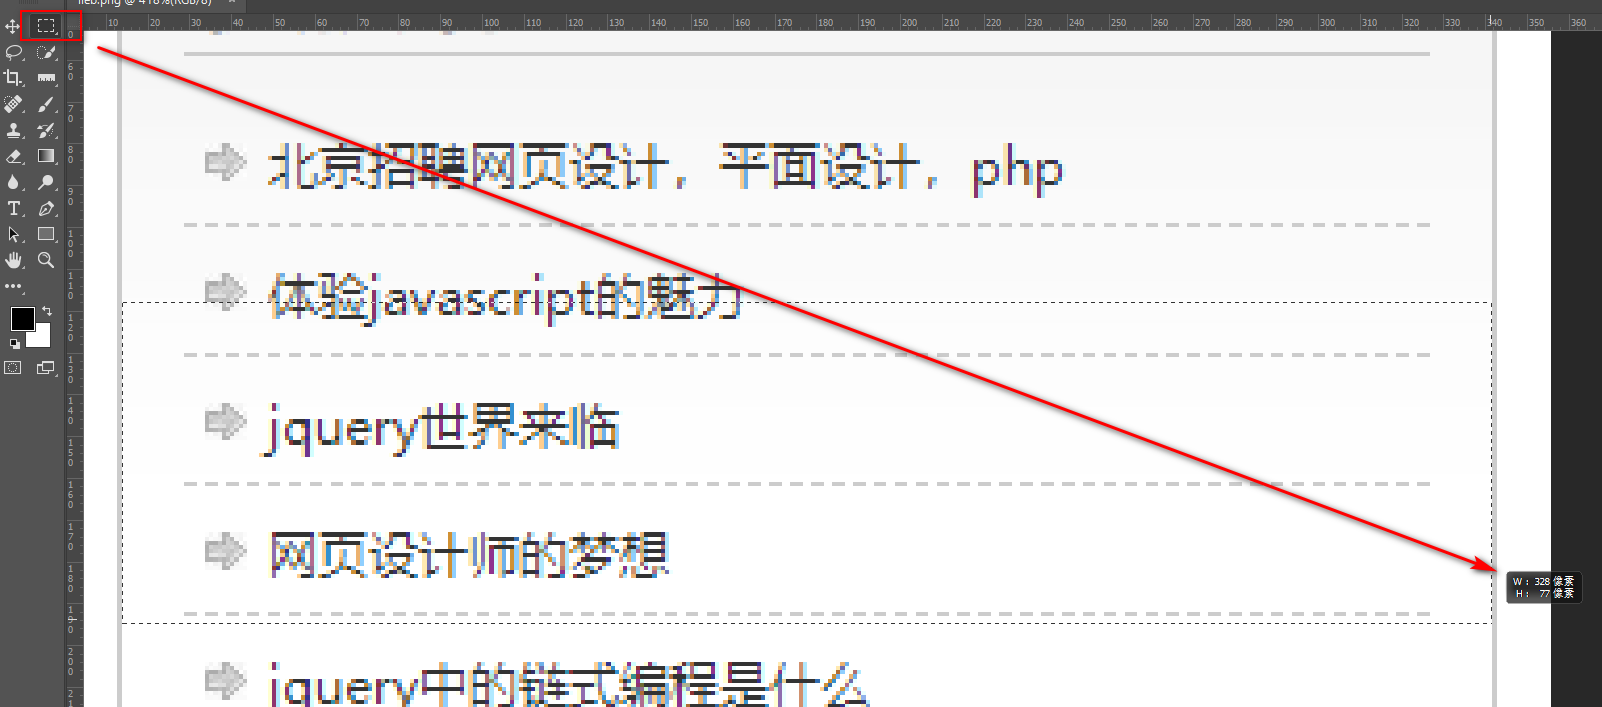 北京招聘网页设计，平面设计，php
体验javascript的魅力
jquery世界来临
网页设计师的梦想
W： 328 像素
H： 77 像素
jquery中的链式编程是什么